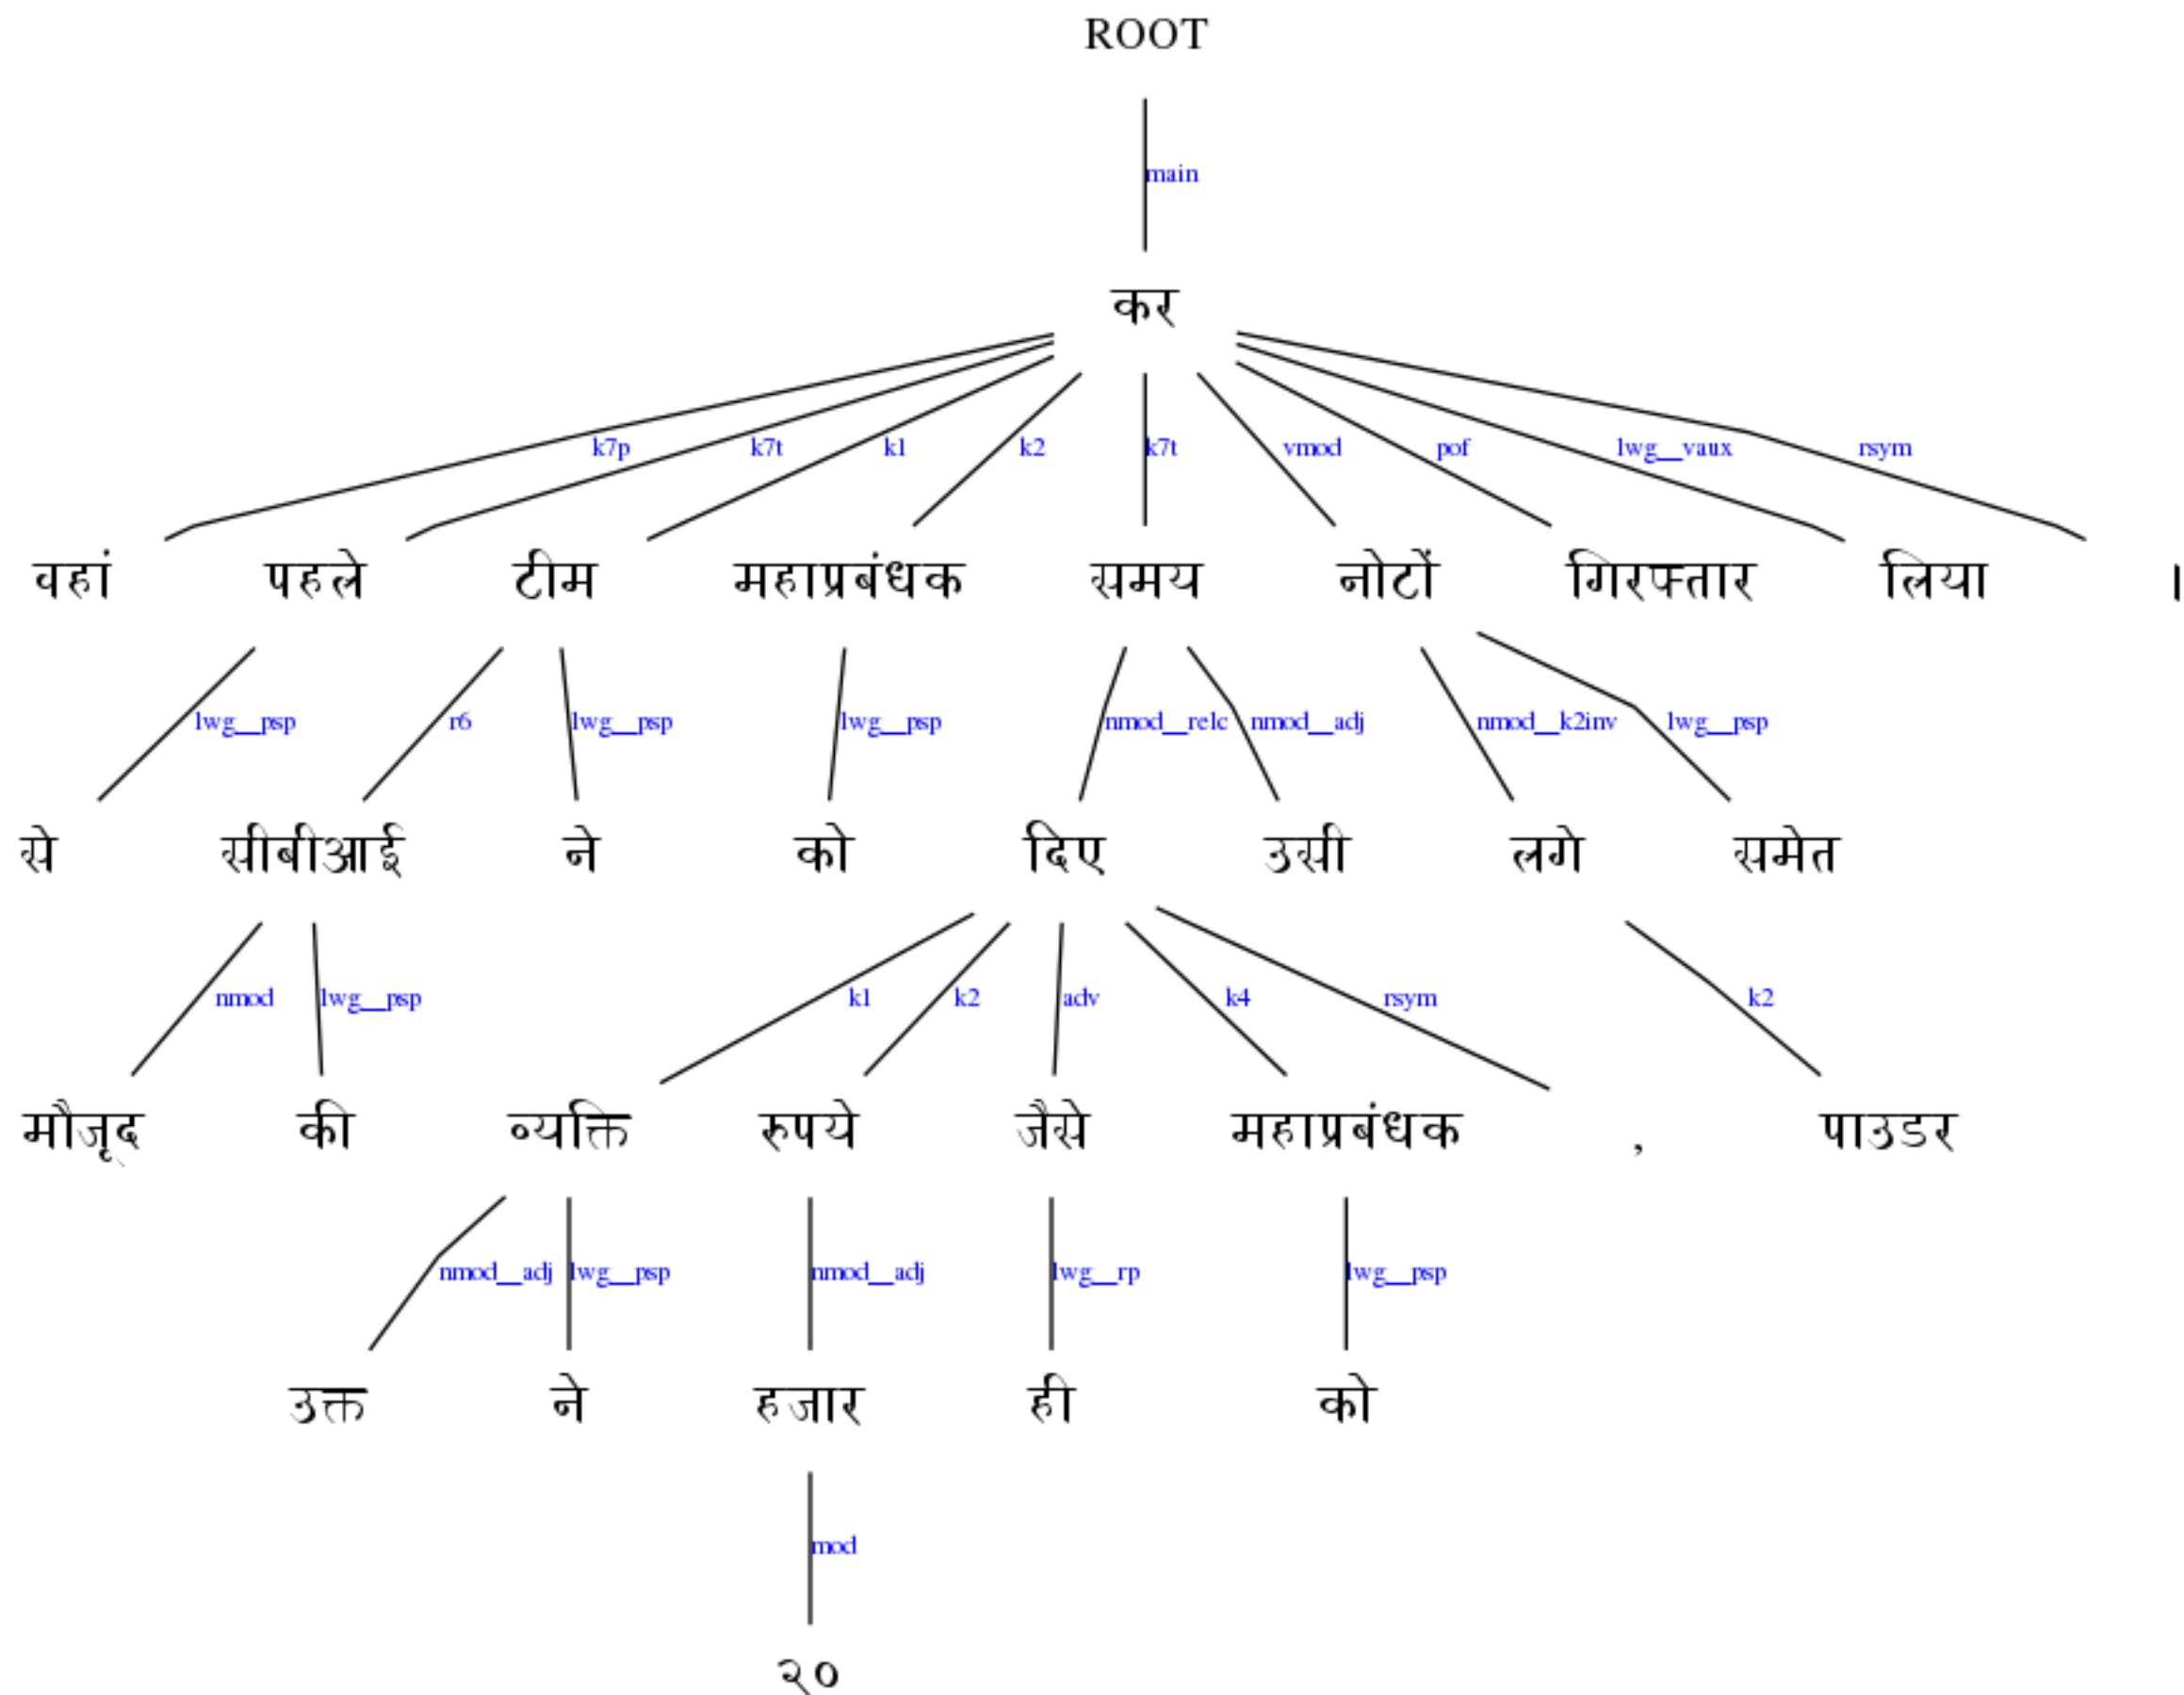 ROOT
main
कर
k7p k7t k1 k2 k7t vmod pof lwg__vaux rsym
वहां पहले टीम महाप्रबंधक समय नोटों गिरफ्तार लिया ।
lwg__psp r6 lwg__psp lwg__psp nmod__relc nmod__adj nmod__k2inv lwg__psp
से सीबीआई ने को दिए उसी लगे समेत
nmod lwg__psp k1 k2 adv k4 rsym k2
मौजूद की व्यक्ति रुपये जैसे महाप्रबंधक , पाउडर
nmod__adj lwg__psp nmod__adj lwg__rp lwg__psp
उक्त ने हजार ही को
mod
२०